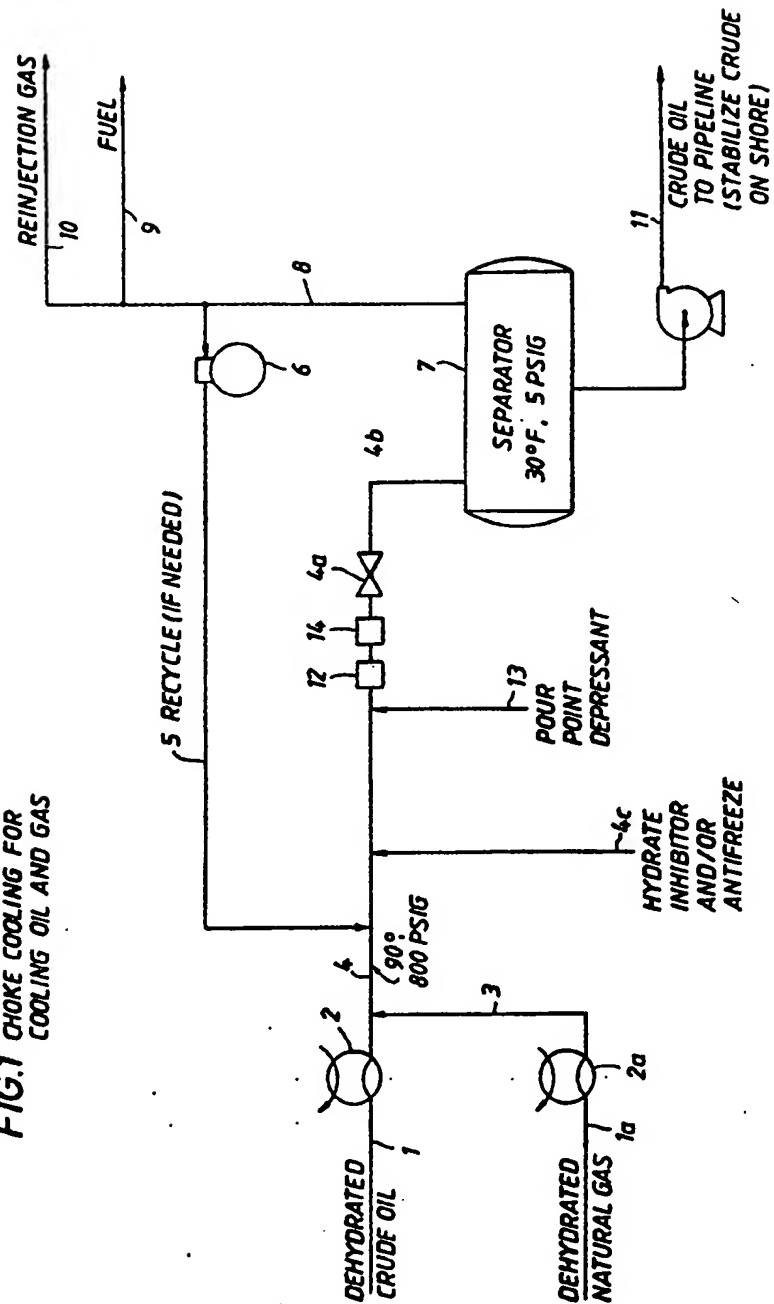 FIG.1 CHOKE COOLING FOR
COOLING OIL AND GAS
REINJECTION GAS
10
FUEL
9
8
6
5 RECYCLE (IF NEEDED)
4b
4a
14
12
7
SEPARATOR
30°F, 5 PSIG
11
CRUDE OIL
TO PIPELINE
(STABILIZE CRUDE
ON SHORE)
13
POUR
POINT
DEPRESSANT
4c
HYDRATE
INHIBITOR
AND/OR
ANTIFREEZE
4
90°
800 PSIG
2
3
2a
1
DEHYDRATED
CRUDE OIL
1a
DEHYDRATED
NATURAL GAS